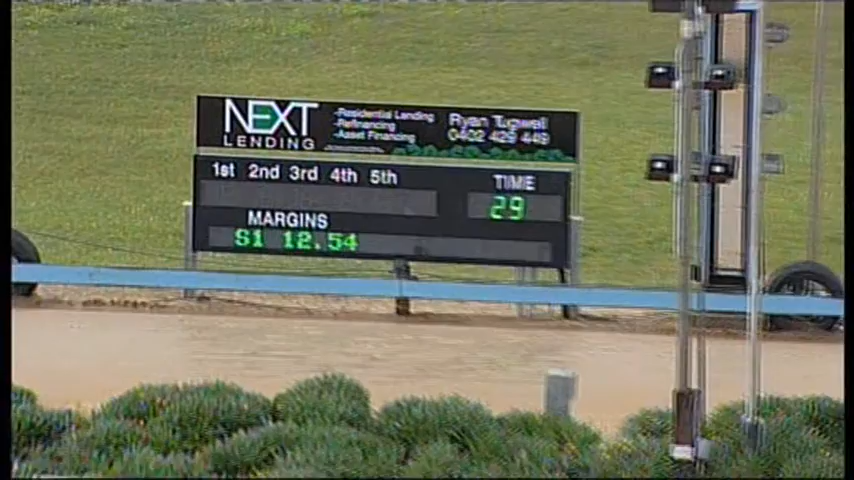 NEXT
LENDING
-Residential Lending
-Refinancing
-Asset Financing
Ryan Tugwell
0402 429 449
1st 2nd 3rd 4th 5th
TIME
29
MARGINS
S1 12.54